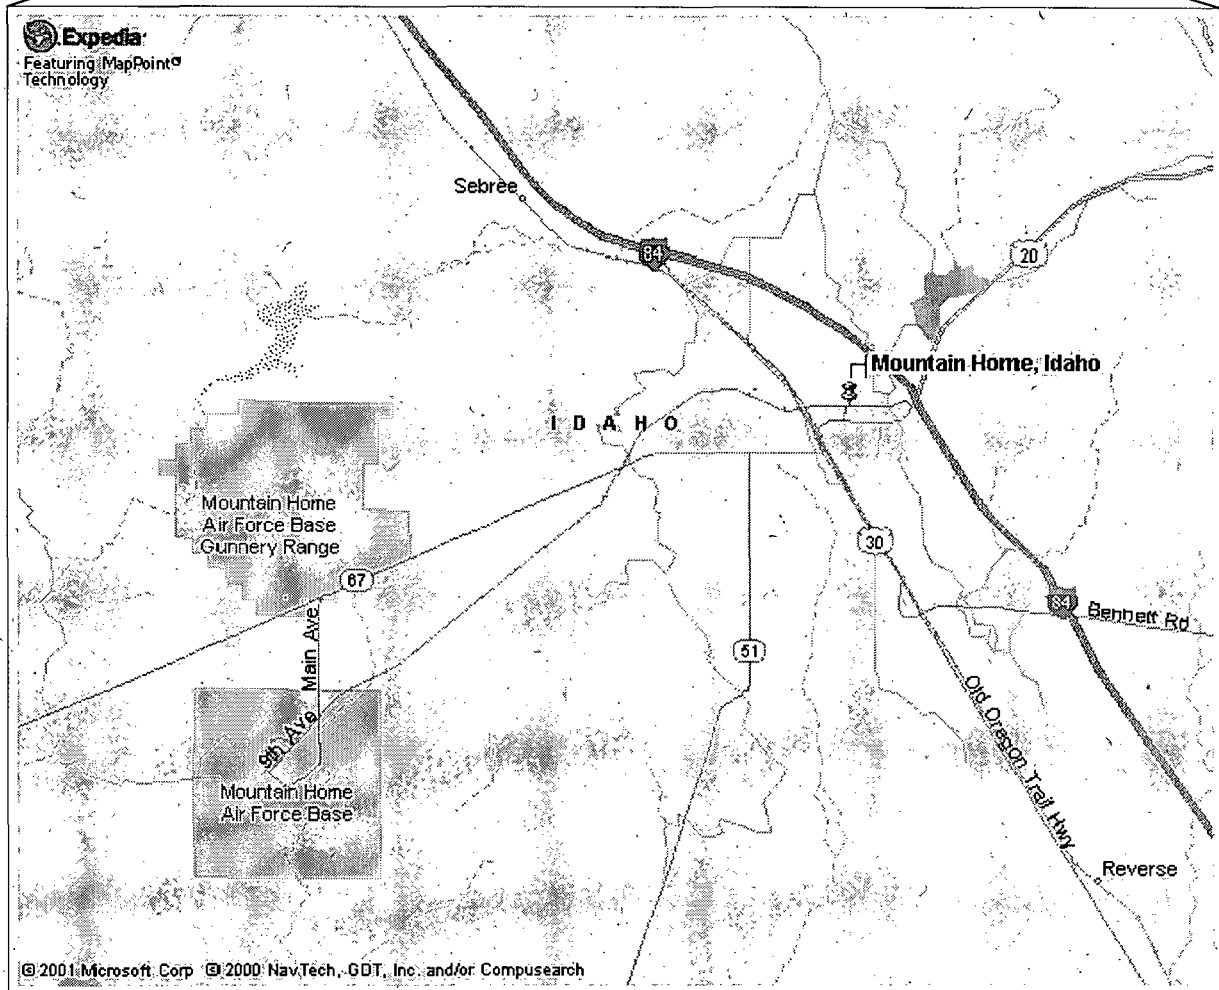 Expedia
Featuring MapPoint®
Technology
Sebree
84
20
Mountain Home, Idaho
IDAHO
Mountain Home
Air Force Base
Gunnery Range
67
30
84
Bennett Rd
Main Ave
51
9th Ave
Old Oregon Trail Hwy
Mountain Home
Air Force Base
Reverse
© 2001 Microsoft Corp © 2000 NavTech, GDT, Inc. and/or Compusearch